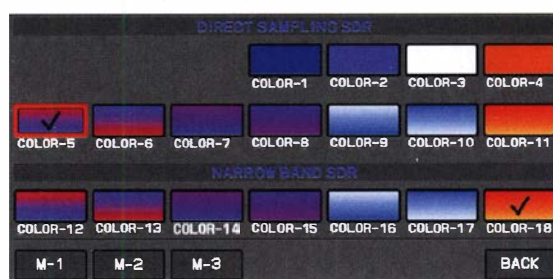 DIRECT SAMPLING SDR
COLOR-1 COLOR-2 COLOR-3 COLOR-4
COLOR-5 COLOR-6 COLOR-7 COLOR-8 COLOR-9 COLOR-10 COLOR-11
NARROW BAND SDR
COLOR-12 COLOR-13 COLOR-14 COLOR-15 COLOR-16 COLOR-17 COLOR-18
M-1 M-2 M-3 BACK